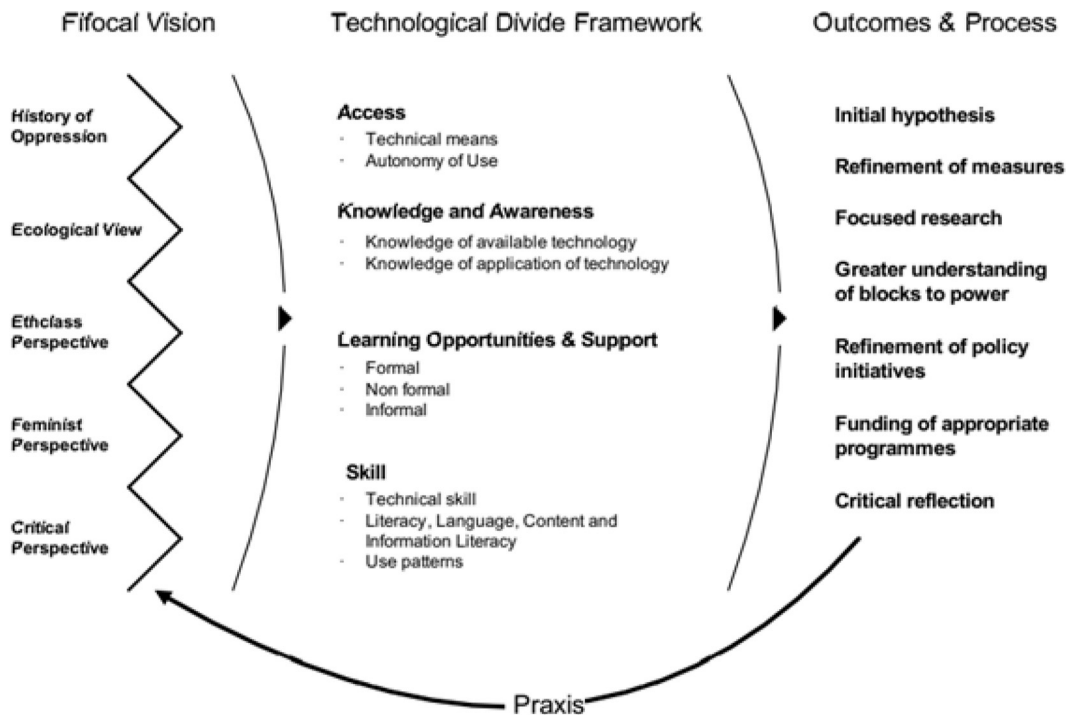 Fifocal Vision
Technological Divide Framework
Outcomes & Process
History of
Oppression
Ecological View
Ethclass
Perspective
Feminist
Perspective
Critical
Perspective
Access
· Technical means
· Autonomy of Use
Knowledge and Awareness
· Knowledge of available technology
· Knowledge of application of technology
Learning Opportunities & Support
· Formal
· Non formal
· Informal
Skill
· Technical skill
· Literacy, Language, Content and
Information Literacy
· Use patterns
Initial hypothesis
Refinement of measures
Focused research
Greater understanding
of blocks to power
Refinement of policy
initiatives
Funding of appropriate
programmes
Critical reflection
Praxis